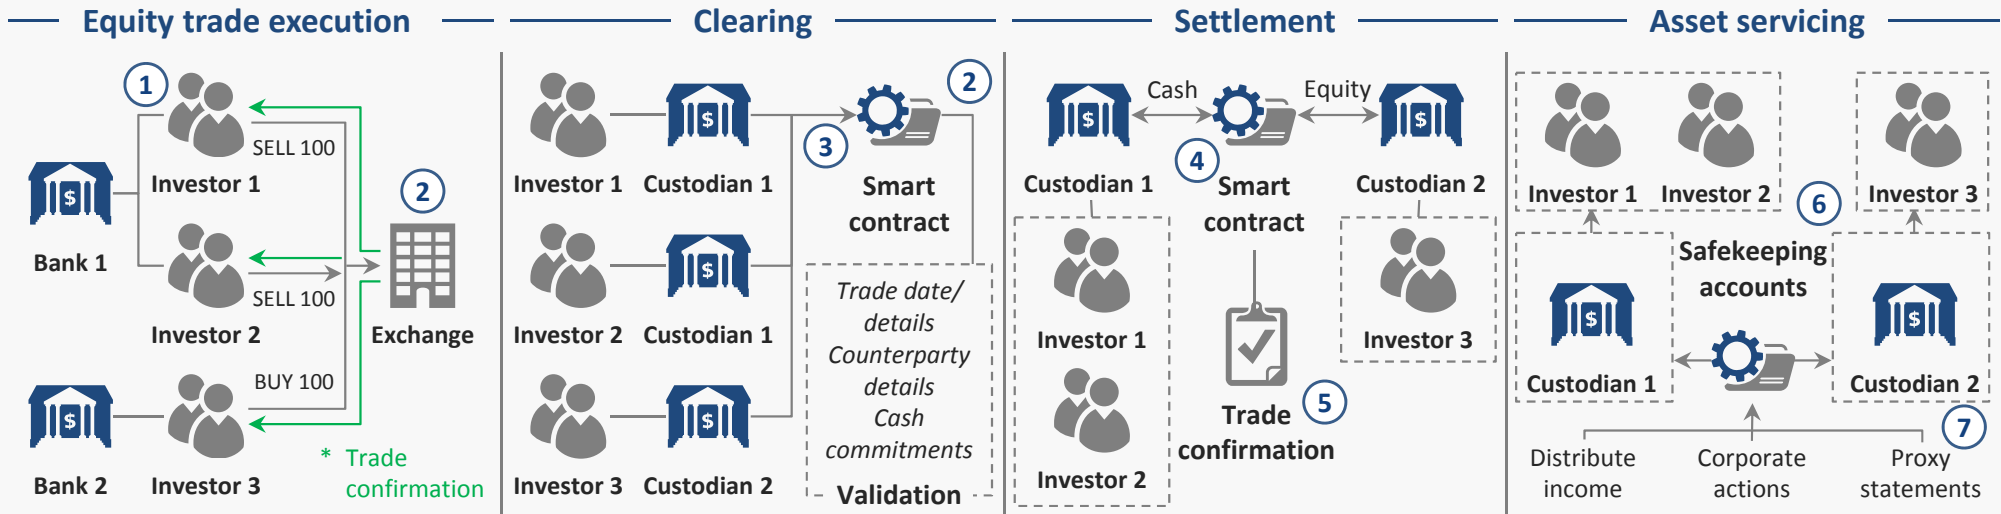 Equity trade execution
1
SELL 100
Investor 1
2
Bank 1
SELL 100
Investor 2
Exchange
BUY 100
Bank 2
Investor 3
* Trade
confirmation
Clearing
$
2
3
Investor 1
Custodian 1
Smart
contract
$
Investor 2
Custodian 1
$
Investor 3
Custodian 2
Trade date/
details
Counterparty
details
Cash
commitments
Validation
Settlement
$
Cash
Equity
$
4
Custodian 1
Smart
contract
Custodian 2
Investor 1
Investor 2
Investor 3
5
Trade
confirmation
Asset servicing
Investor 1
Investor 2
Investor 3
6
Safekeeping
accounts
$
Custodian 1
$
Custodian 2
7
Distribute
income
Corporate
actions
Proxy
statements
$
$